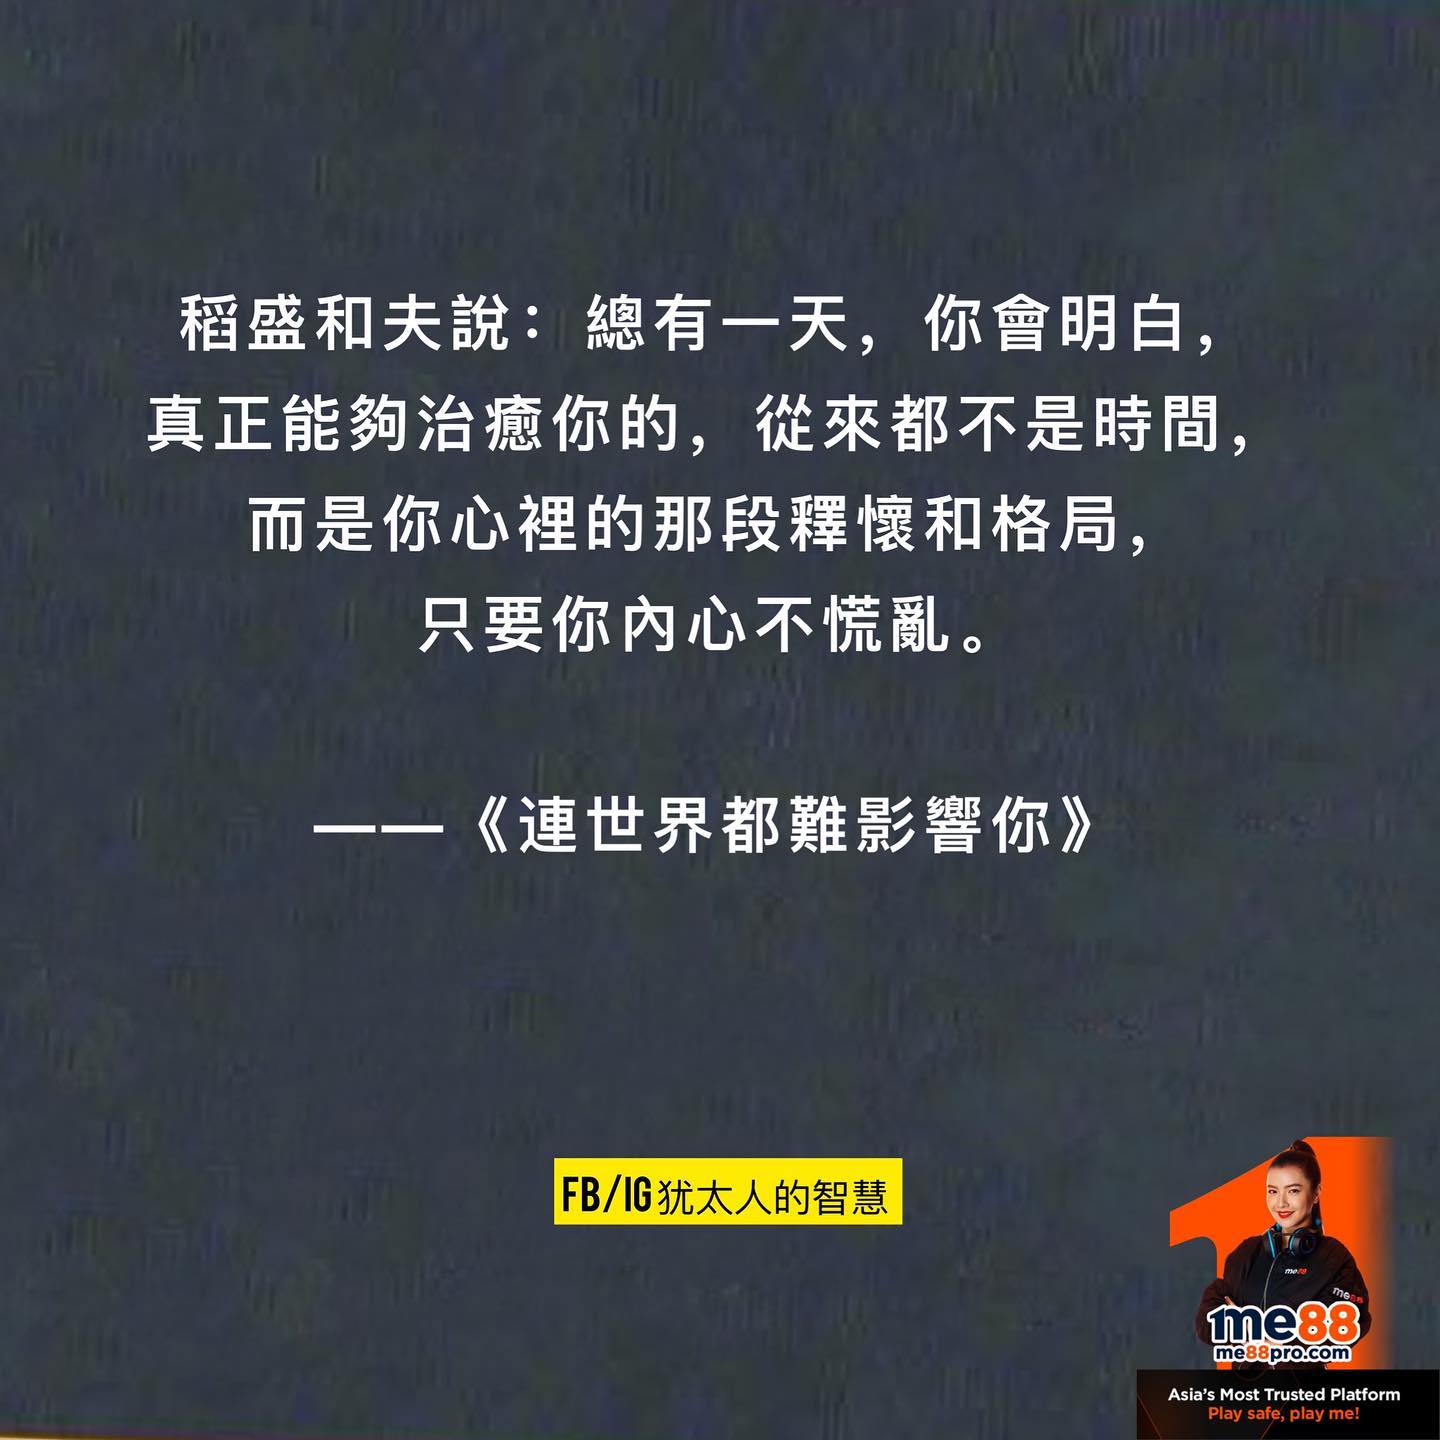 稻盛和夫說：總有一天，你會明白，
真正能夠治癒你的，從來都不是時間，
而是你心裡的那段釋懷和格局，
只要你內心不慌亂。
——《連世界都難影響你》
FB/IG犹太人的智慧
me88
me88
me88
me88pro.com
Asia's Most Trusted Platform
Play safe, play me!